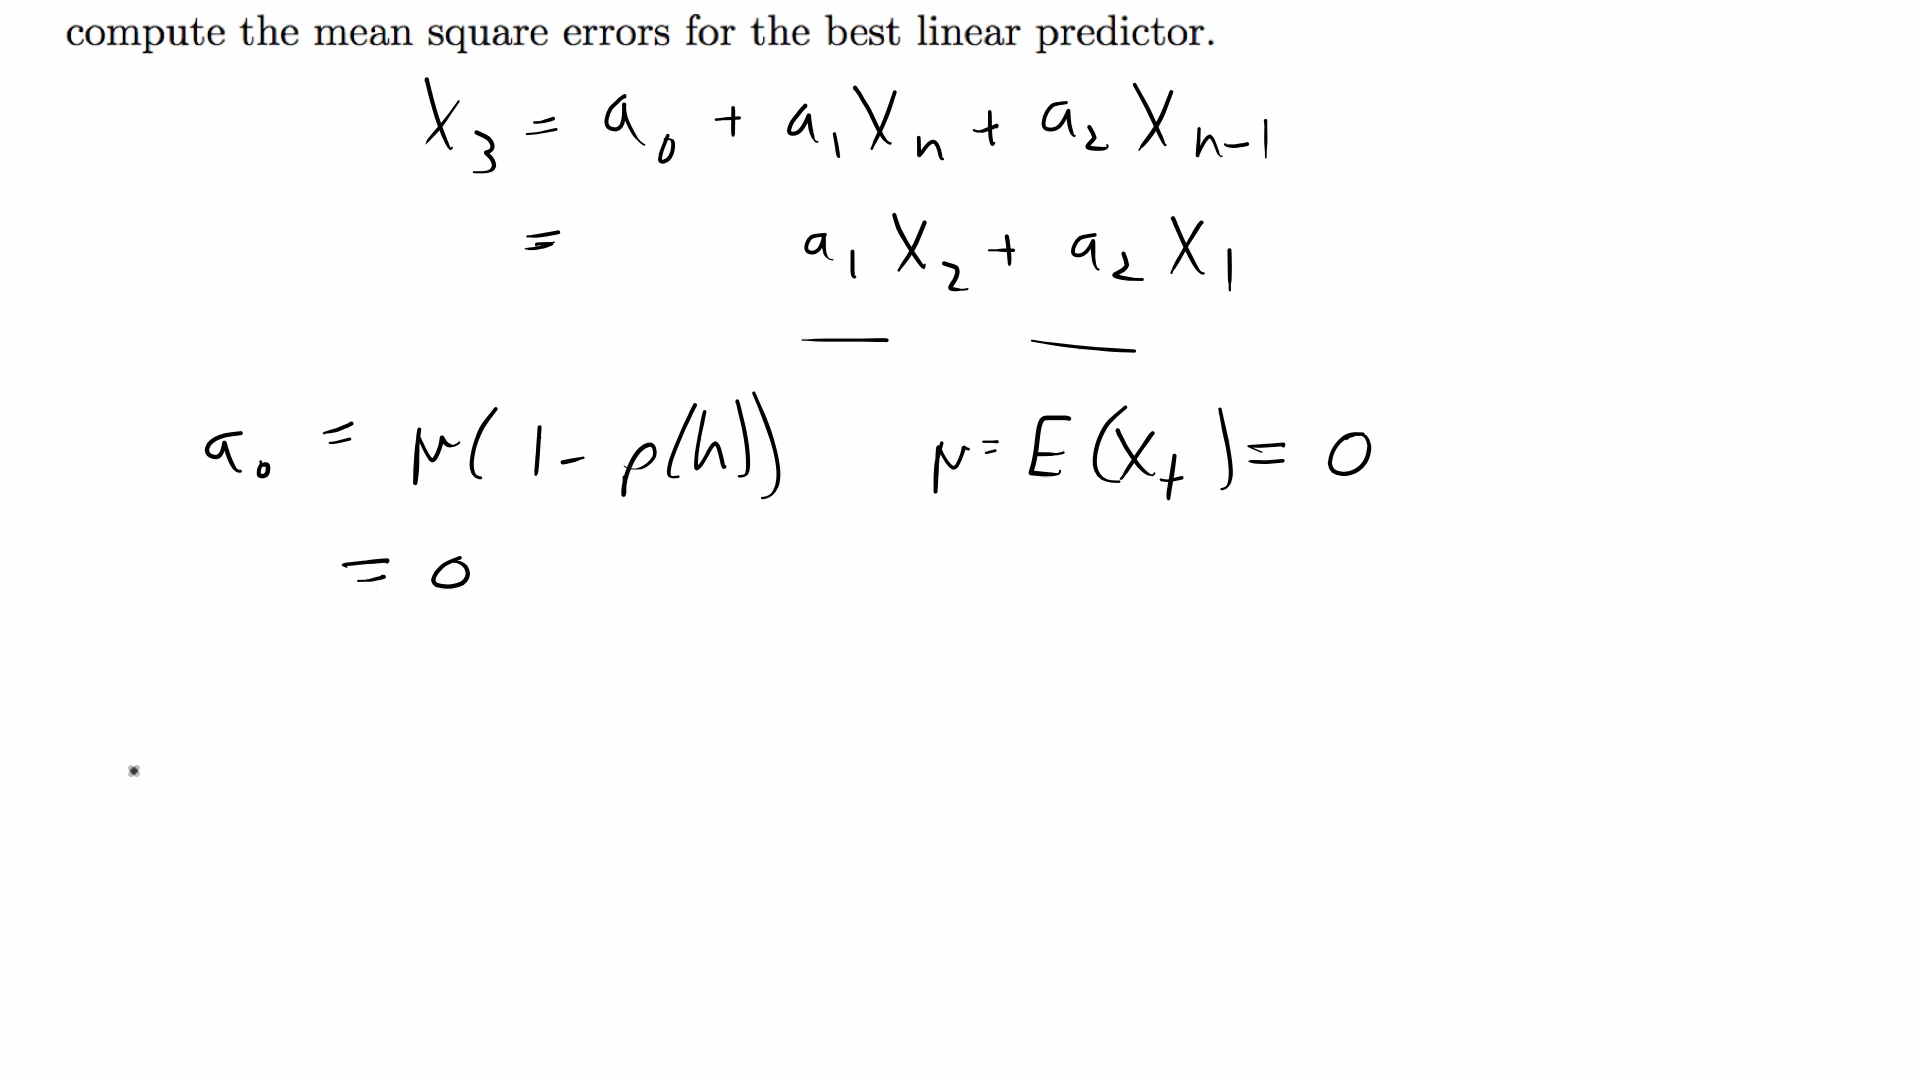 compute the mean square errors for the best linear predictor.
X₃ = a₀ + a₁Xₙ + a₂Xₙ₋₁
= a₁X₂ + a₂X₁
a₀ = μ(1 - ρ(h)) μ = E(Xₜ) = 0
= 0